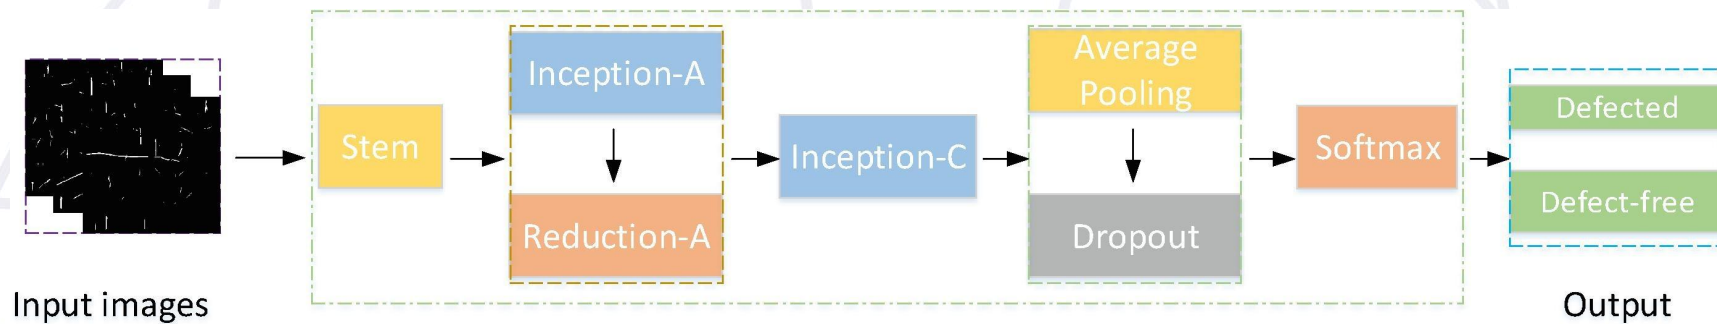 Input images
Stem
Inception-A
Reduction-A
Inception-C
Average
Pooling
Dropout
Softmax
Defected
Defect-free
Output